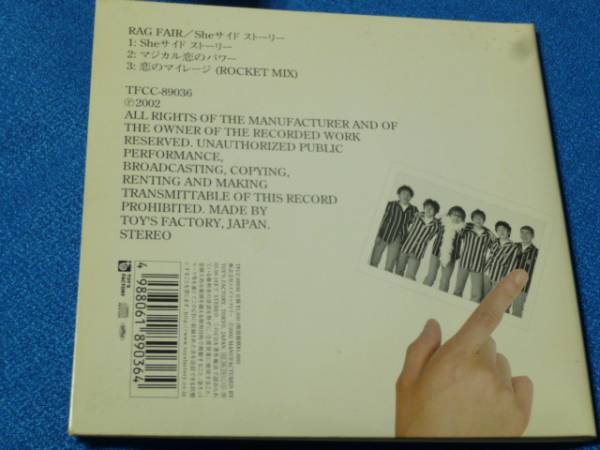 RAG FAIR／Sheサイド ストーリー
1: Sheサイド ストーリー
2: マジカル恋のパワー
3: 恋のマイレージ (ROCKET MIX)
TFCC-89036
Ⓟ2002
ALL RIGHTS OF THE MANUFACTURER AND OF
THE OWNER OF THE RECORDED WORK
RESERVED. UNAUTHORIZED PUBLIC
PERFORMANCE,
BROADCASTING, COPYING,
RENTING AND MAKING
TRANSMITTABLE OF THIS RECORD
PROHIBITED. MADE BY
TOY'S FACTORY, JAPAN.
STEREO
TOY'S
FACTORY
4 988061 890364